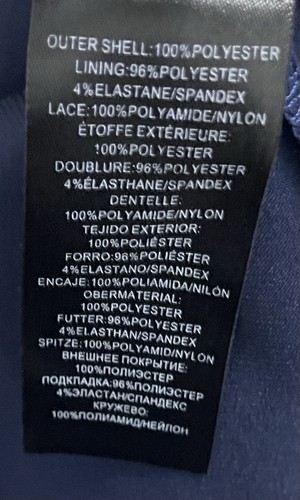 OUTER SHELL:100%POLYESTER
LINING:96%POLYESTER
4%ELASTANE/SPANDEX
LACE:100%POLYAMIDE/NYLON
ÉTOFFE EXTÉRIEURE:
100%POLYESTER
DOUBLURE:96%POLYESTER
4%ÉLASTHANE/SPANDEX
DENTELLE:
100%POLYAMIDE/NYLON
TEJIDO EXTERIOR:
100%POLIÉSTER
FORRO:96%POLIÉSTER
4%ELASTANO/SPANDEX
ENCAJE:100%POLIAMIDA/NILÓN
OBERMATERIAL:
100%POLYESTER
FUTTER:96%POLYESTER
4%ELASTHAN/SPANDEX
SPITZE:100%POLYAMID/NYLON
ВНЕШНЕЕ ПОКРЫТИЕ:
100%ПОЛИЭСТЕР
ПОДКЛАДКА:96%ПОЛИЭСТЕР
4%ЭЛАСТАН/СПАНДЕКС
КРУЖЕВО:
100%ПОЛИАМИД/НЕЙЛОН